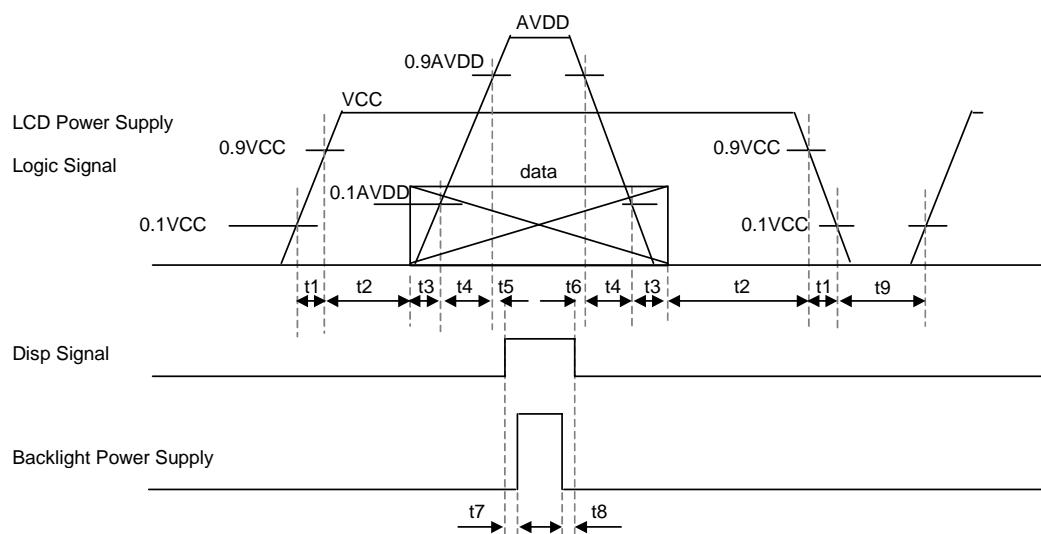 AVDD
0.9AVDD
VCC
LCD Power Supply
0.9VCC 0.9VCC
Logic Signal
data
0.1AVDD
0.1VCC 0.1VCC
t1 t2 t3 t4 t5 t6 t4 t3 t2 t1 t9
Disp Signal
Backlight Power Supply
t7 t8